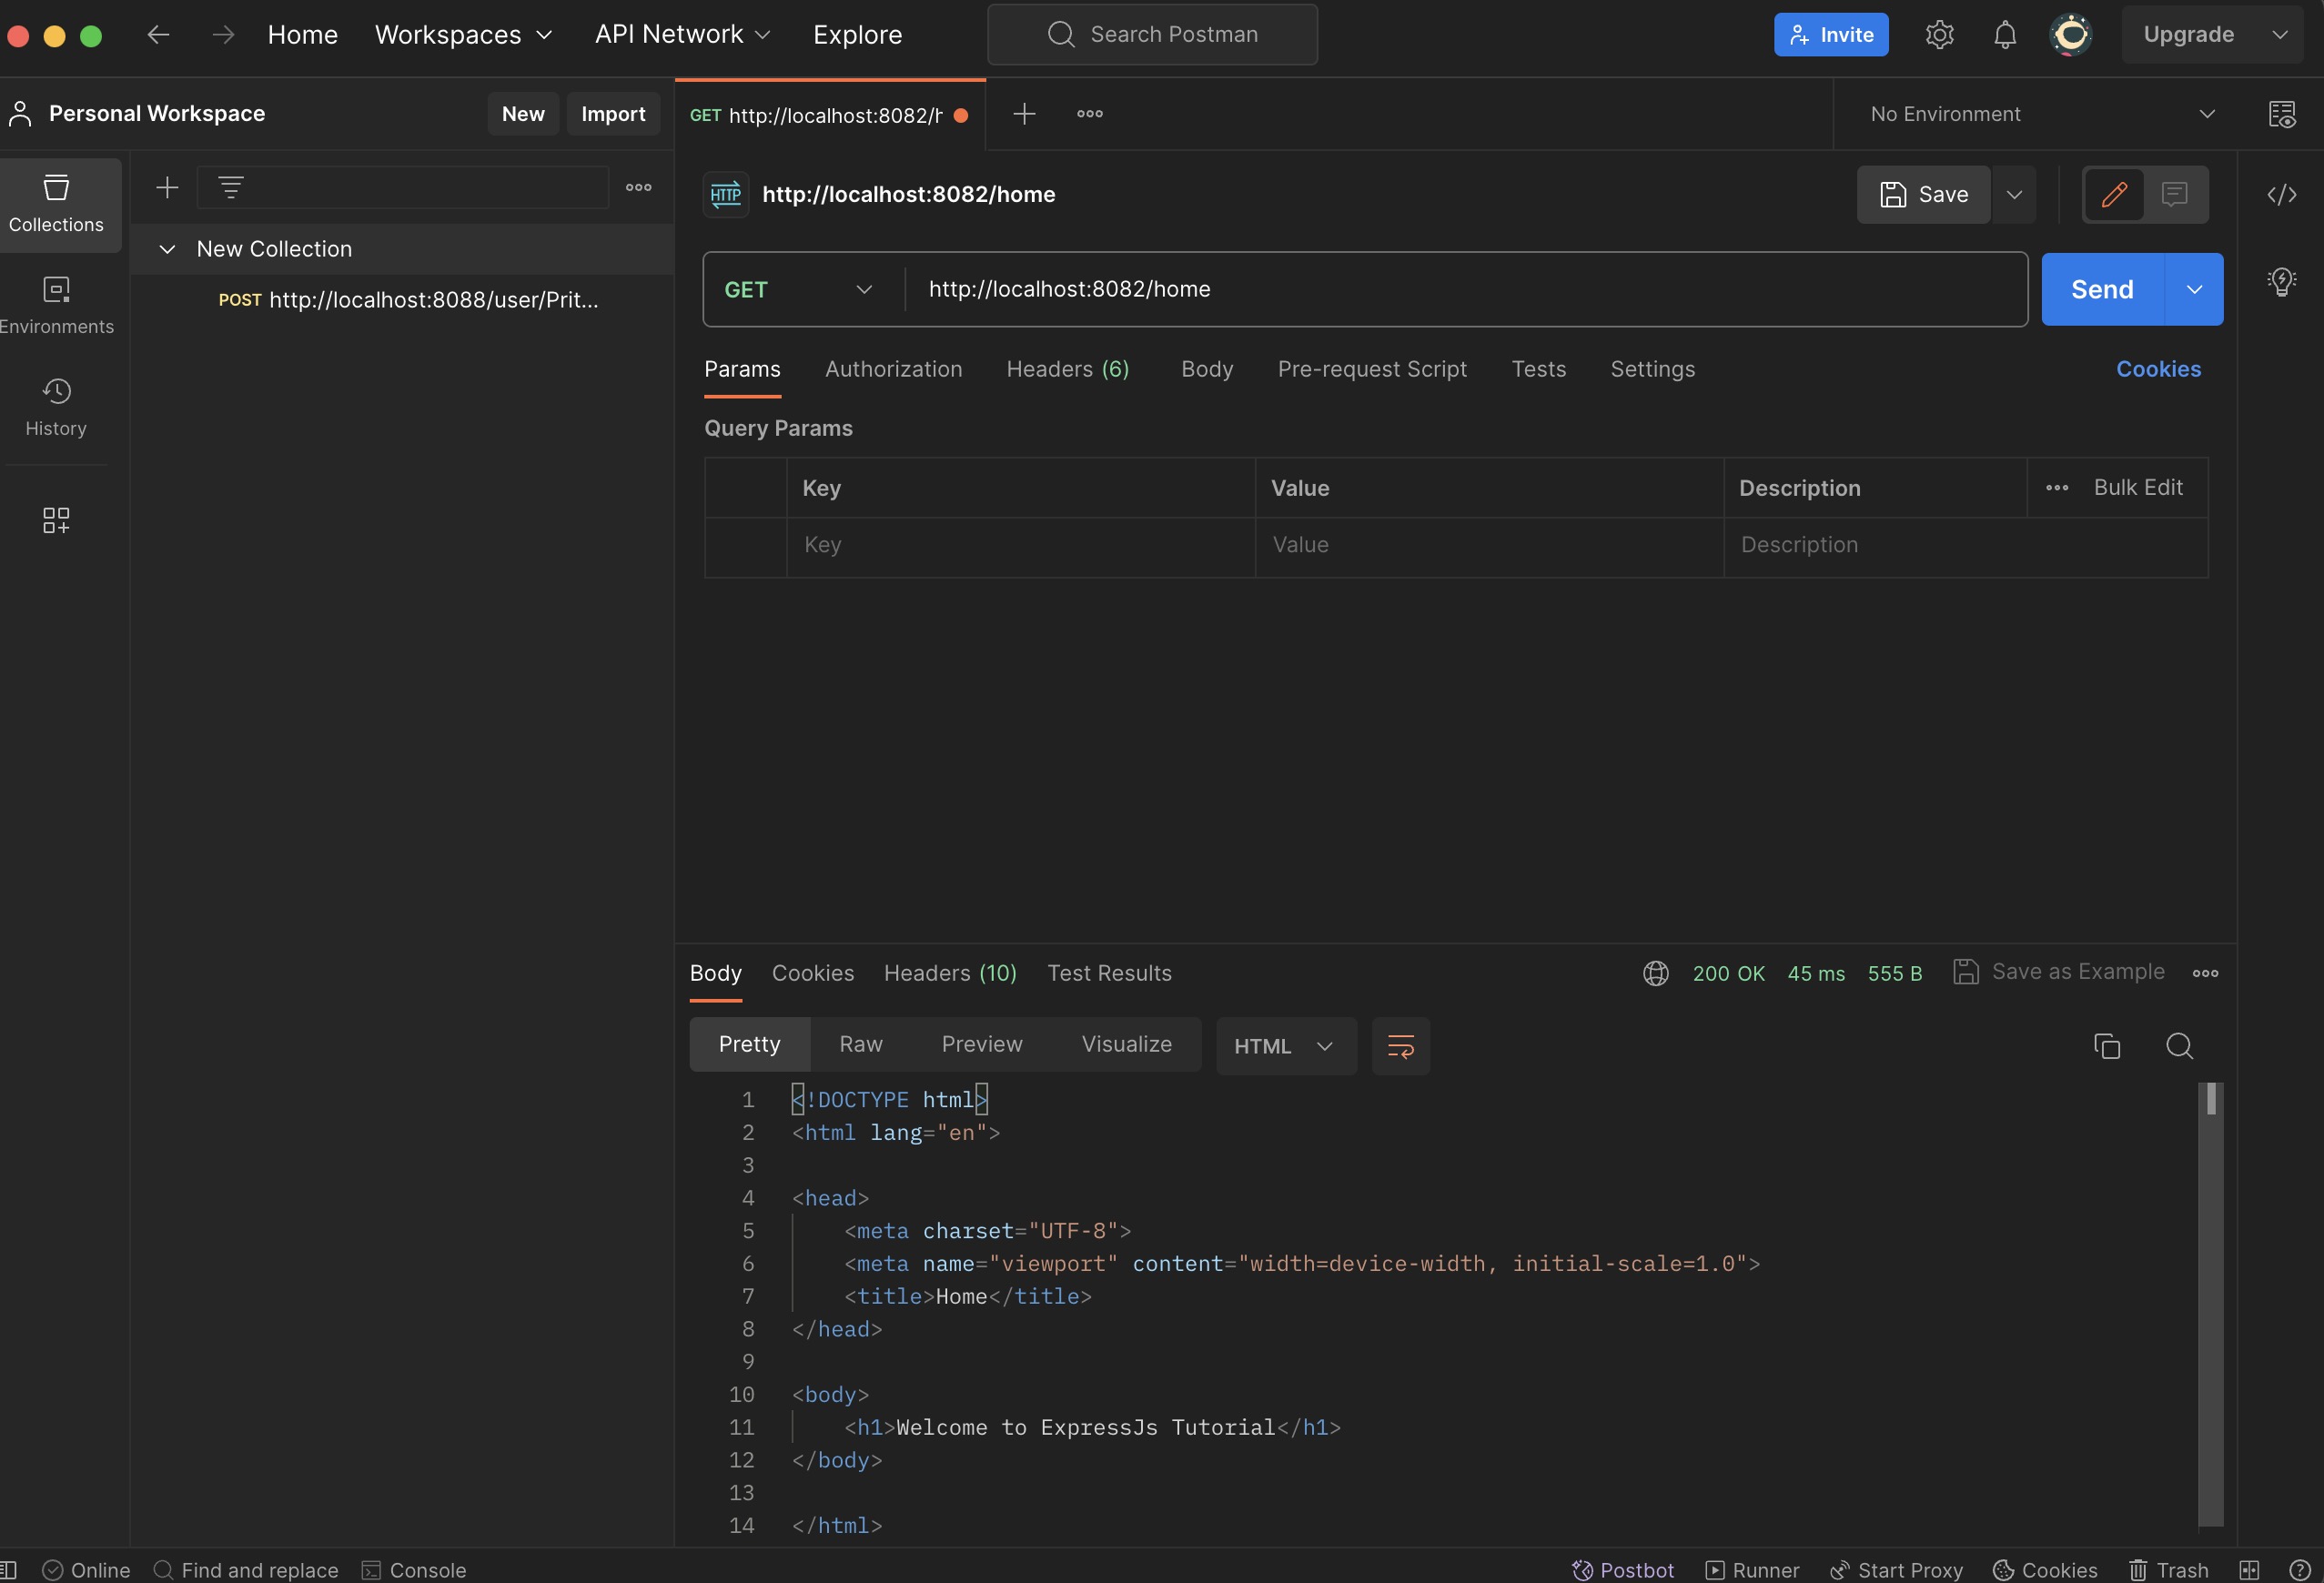 Home Workspaces API Network Explore Search Postman Invite Upgrade
Personal Workspace New Import
GET http://localhost:8082/h
No Environment
Collections
Environments
History
New Collection
POST http://localhost:8088/user/Prit...
HTTP http://localhost:8082/home
Save
GET http://localhost:8082/home
Send
Params Authorization Headers (6) Body Pre-request Script Tests Settings Cookies
Query Params
Key Value Description Bulk Edit
Key Value Description
Body Cookies Headers (10) Test Results 200 OK 45 ms 555 B Save as Example
Pretty Raw Preview Visualize HTML
1 <!DOCTYPE html>
2 <html lang="en">
3
4 <head>
5 <meta charset="UTF-8">
6 <meta name="viewport" content="width=device-width, initial-scale=1.0">
7 <title>Home</title>
8 </head>
9
10 <body>
11 <h1>Welcome to ExpressJs Tutorial</h1>
12 </body>
13
14 </html>
Online Find and replace Console Postbot Runner Start Proxy Cookies Trash